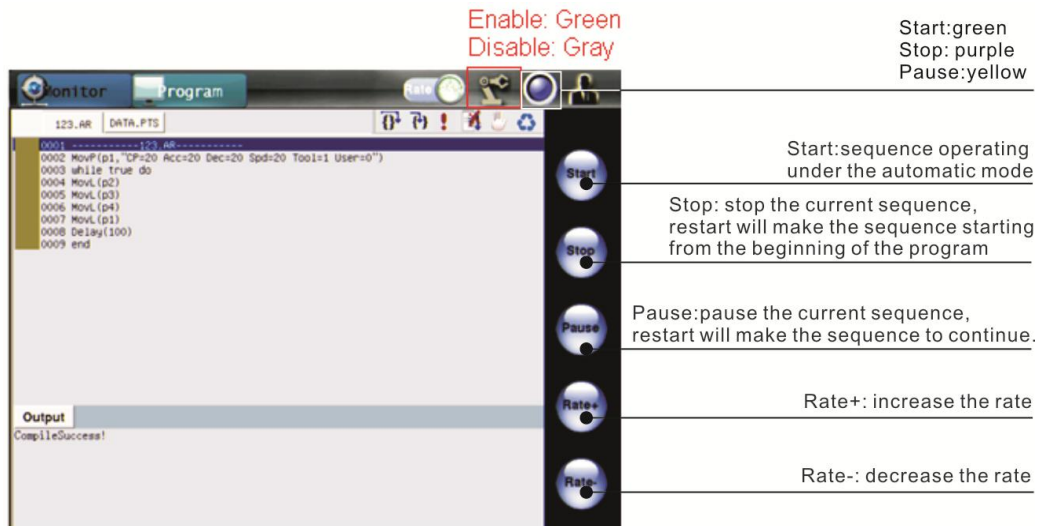 Enable: Green
Disable: Gray
Start:green
Stop: purple
Pause:yellow
Monitor
Program
Rate
123.AR
DATA.PTS
0001 -----------123.AR-----------
0002 MovP(p1,"CP=20 Acc=20 Dec=20 Spd=20 Tool=1 User=0")
0003 while true do
0004 MovL(p2)
0005 MovL(p3)
0006 MovL(p4)
0007 MovL(p1)
0008 Delay(100)
0009 end
Start
Start:sequence operating
under the automatic mode
Stop
Stop: stop the current sequence,
restart will make the sequence starting
from the beginning of the program
Pause
Pause:pause the current sequence,
restart will make the sequence to continue.
Rate+
Rate+: increase the rate
Rate-
Rate-: decrease the rate
Output
CompileSuccess!